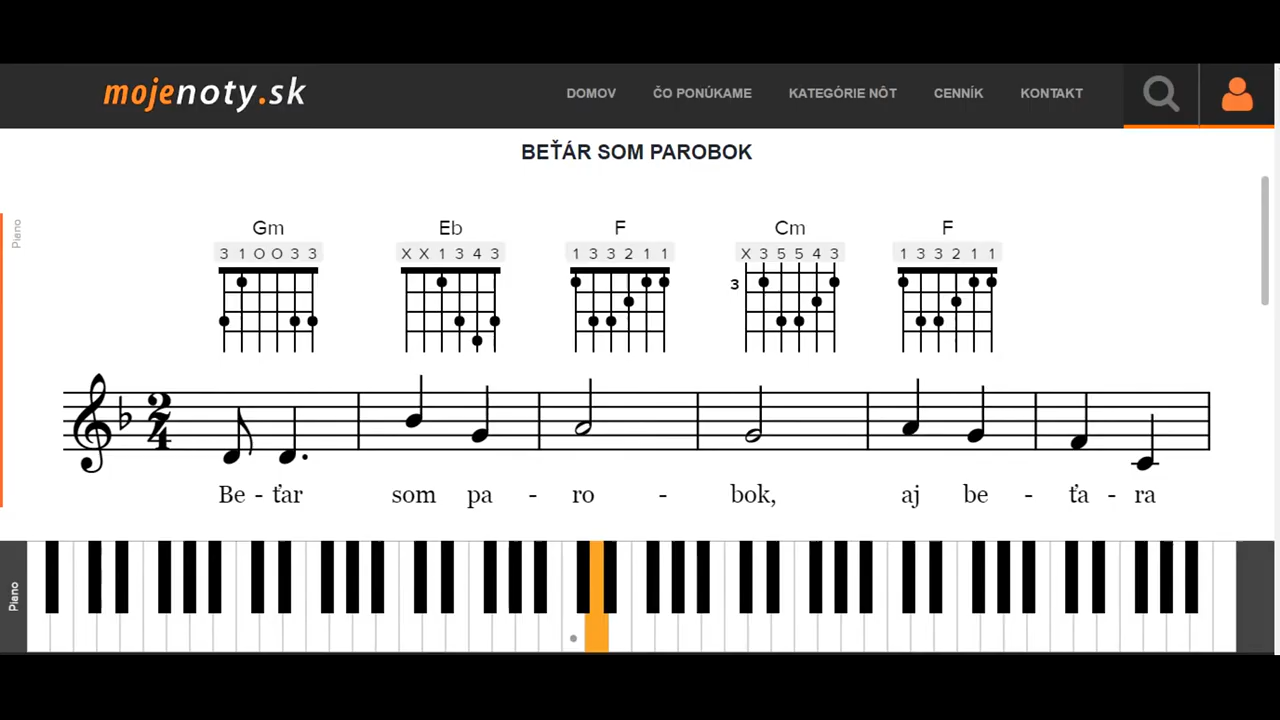 mojenoty.sk
DOMOV ČO PONÚKAME KATEGÓRIE NÔT CENNÍK KONTAKT
BEŤÁR SOM PAROBOK
Piano
Gm Eb F Cm F
3 1 O O 3 3 X X 1 3 4 3 1 3 3 2 1 1 X 3 5 5 4 3 1 3 3 2 1 1
3
2
4
Be - ťar som pa - ro - bok, aj be - ťa - ra
Piano